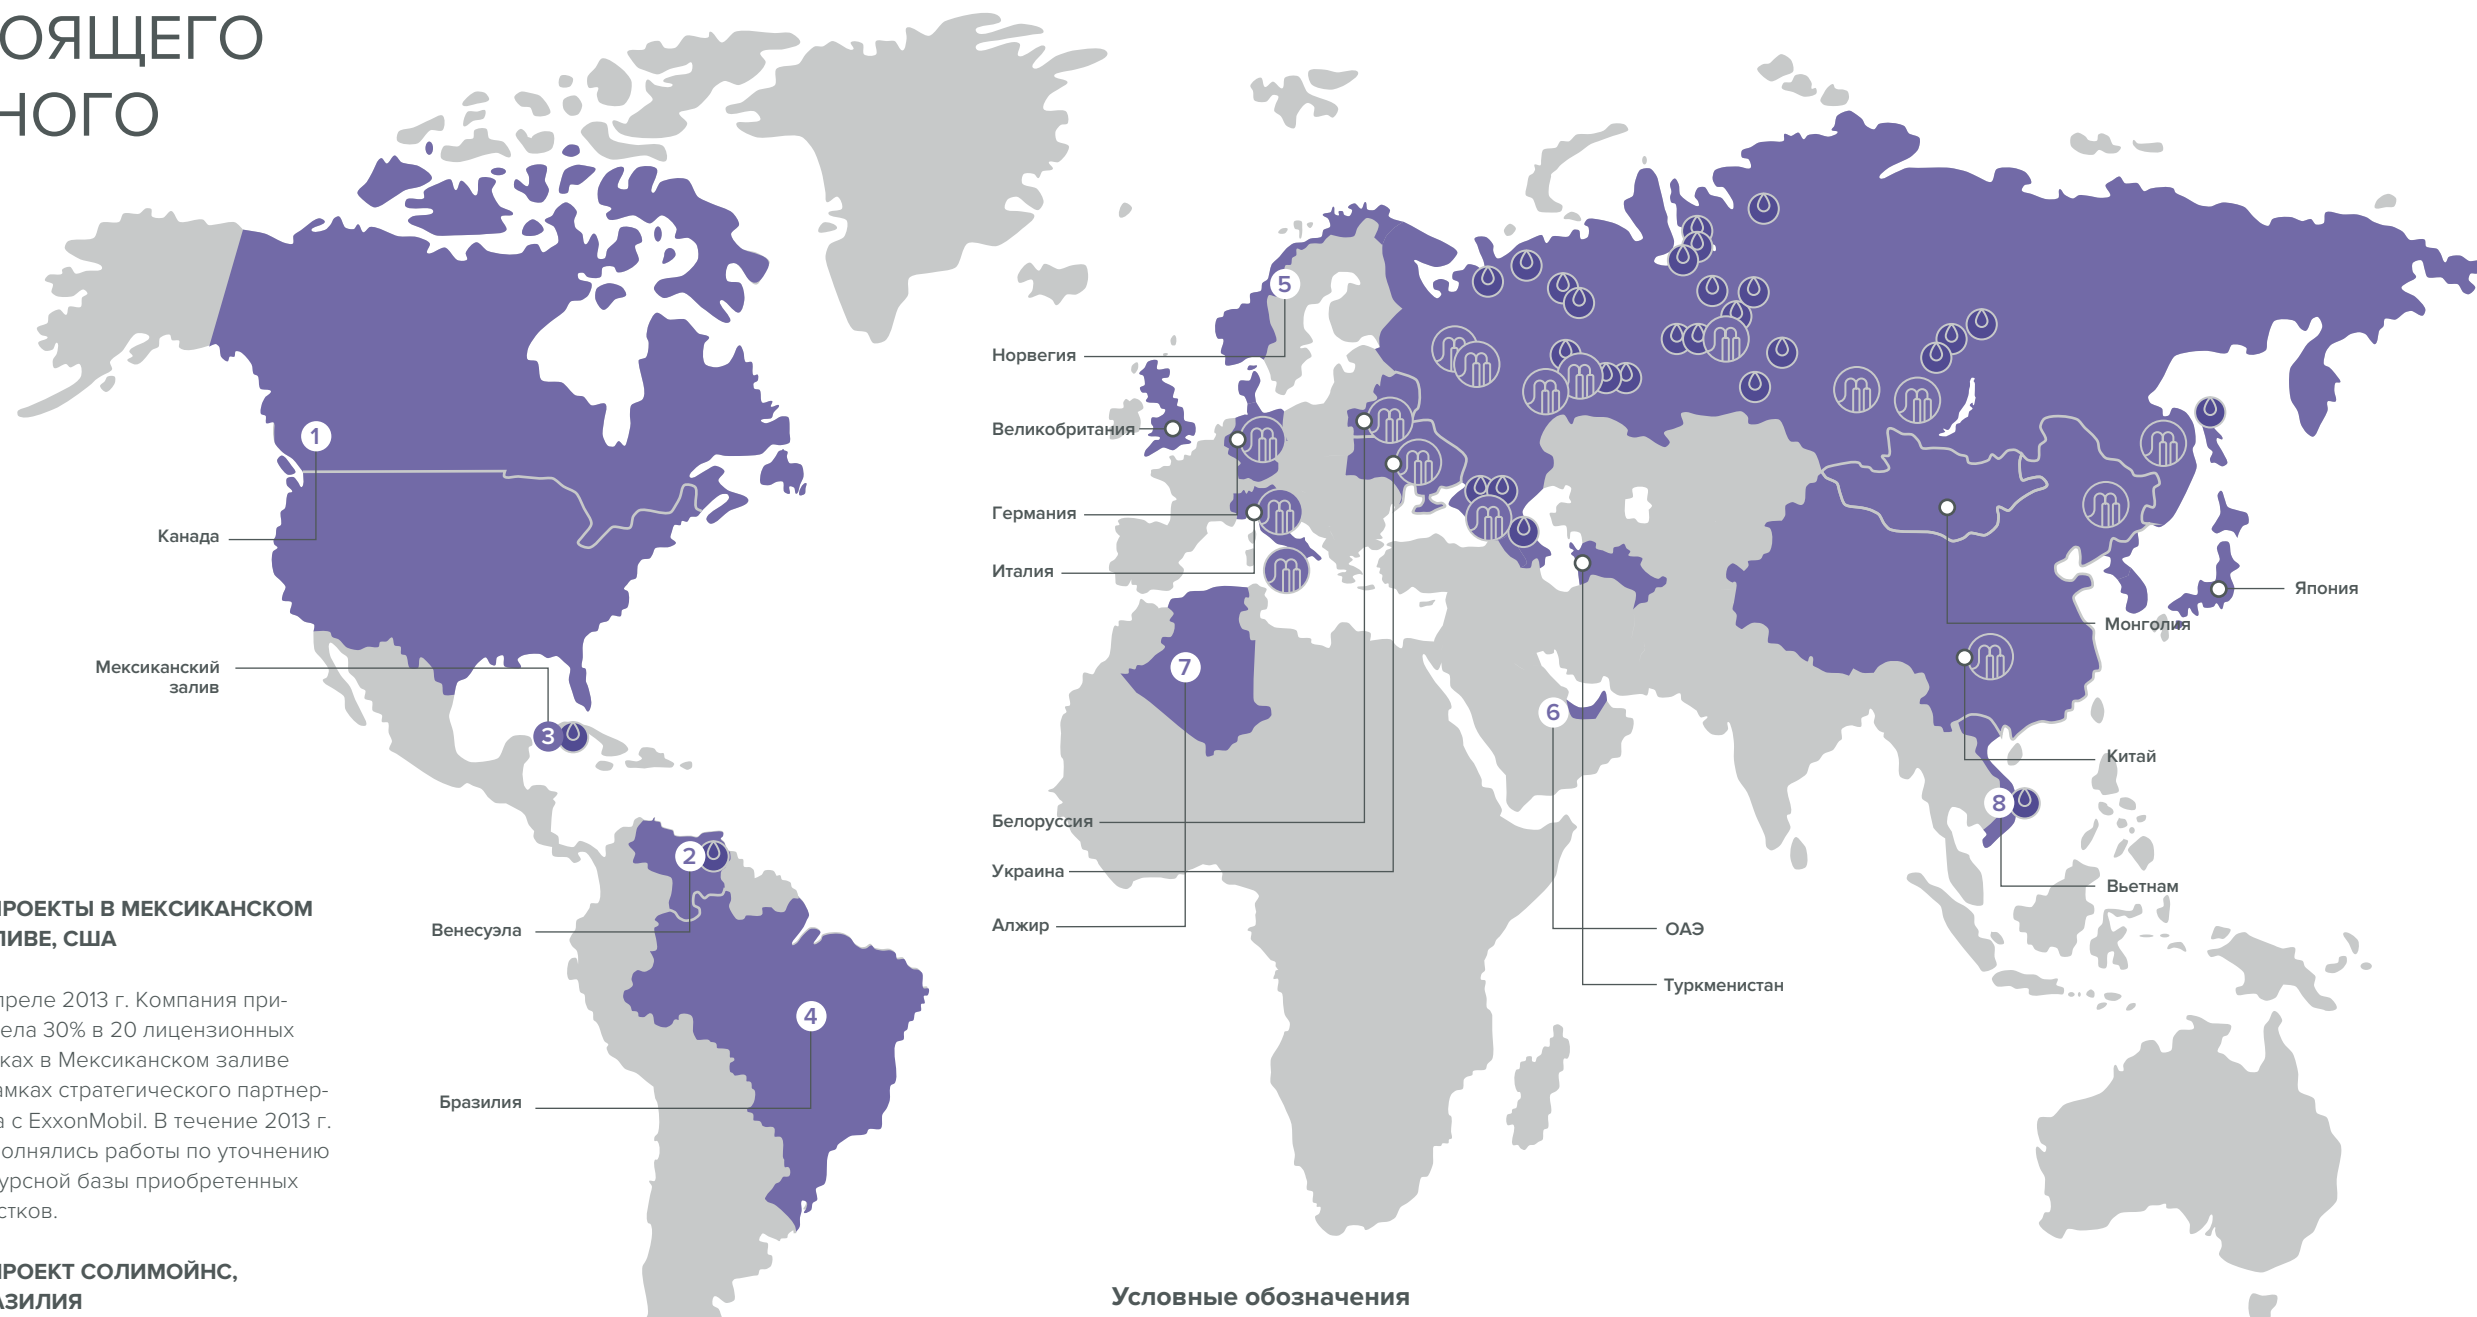 ОЯЩЕГО
НОГО
5
Норвегия
1
Великобритания
Канада
Германия
Италия
Япония
Монголия
Мексиканский
залив
7
6
3
Китай
8
Белоруссия
2
Украина
Вьетнам
Алжир
ОАЭ
Венесуэла
Туркменистан
4
Бразилия
РОЕКТЫ В МЕКСИКАНСКОМ
ЛИВЕ, США
преле 2013 г. Компания при-
ела 30% в 20 лицензионных
ках в Мексиканском заливе
амках стратегического партнер-
а с ExxonMobil. В течение 2013 г.
олнялись работы по уточнению
урсной базы приобретенных
стков.
РОЕКТ СОЛИМОЙНС,
АЗИЛИЯ
Условные обозначения